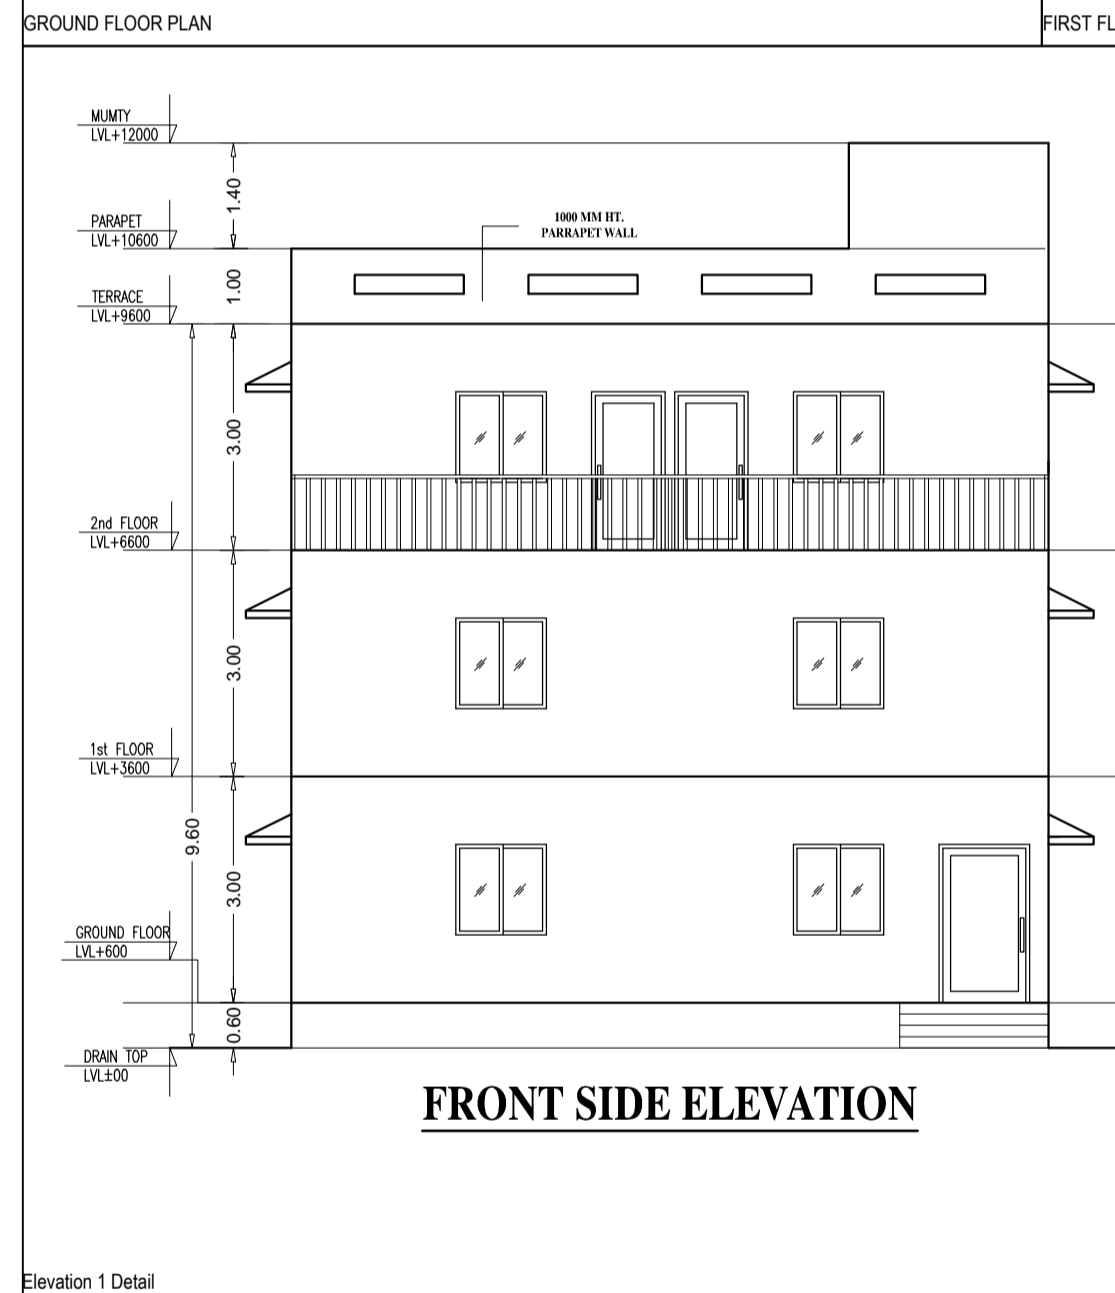 GROUND FLOOR PLAN
FIRST FL
MUMTY
LVL+12000
1.40
PARAPET
LVL+10600
1000 MM HT.
PARRAPET WALL
1.00
TERRACE
LVL+9600
3.00
2nd FLOOR
LVL+6600
3.00
1st FLOOR
LVL+3600
9.60
3.00
GROUND FLOOR
LVL+600
0.60
DRAIN TOP
LVL±00
FRONT SIDE ELEVATION
Elevation 1 Detail